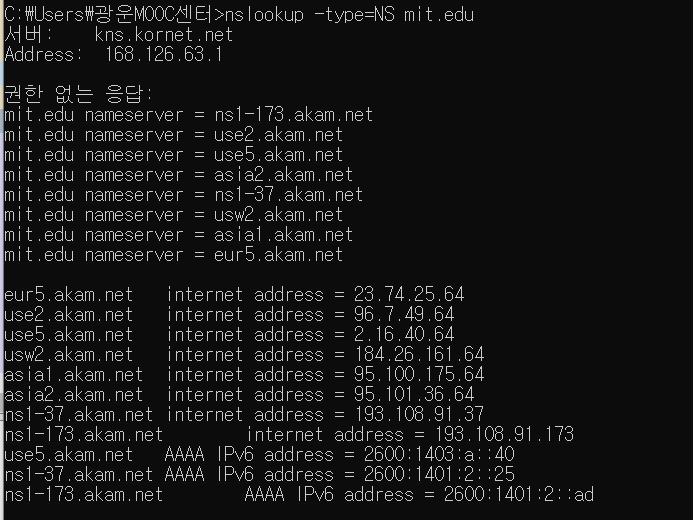 C:₩Users₩광운MOOC센터>nslookup -type=NS mit.edu
서버:    kns.kornet.net
Address:  168.126.63.1

권한 없는 응답:
mit.edu nameserver = ns1-173.akam.net
mit.edu nameserver = use2.akam.net
mit.edu nameserver = use5.akam.net
mit.edu nameserver = asia2.akam.net
mit.edu nameserver = ns1-37.akam.net
mit.edu nameserver = usw2.akam.net
mit.edu nameserver = asia1.akam.net
mit.edu nameserver = eur5.akam.net

eur5.akam.net   internet address = 23.74.25.64
use2.akam.net   internet address = 96.7.49.64
use5.akam.net   internet address = 2.16.40.64
usw2.akam.net   internet address = 184.26.161.64
asia1.akam.net  internet address = 95.100.175.64
asia2.akam.net  internet address = 95.101.36.64
ns1-37.akam.net internet address = 193.108.91.37
ns1-173.akam.net        internet address = 193.108.91.173
use5.akam.net   AAAA IPv6 address = 2600:1403:a::40
ns1-37.akam.net AAAA IPv6 address = 2600:1401:2::25
ns1-173.akam.net        AAAA IPv6 address = 2600:1401:2::ad